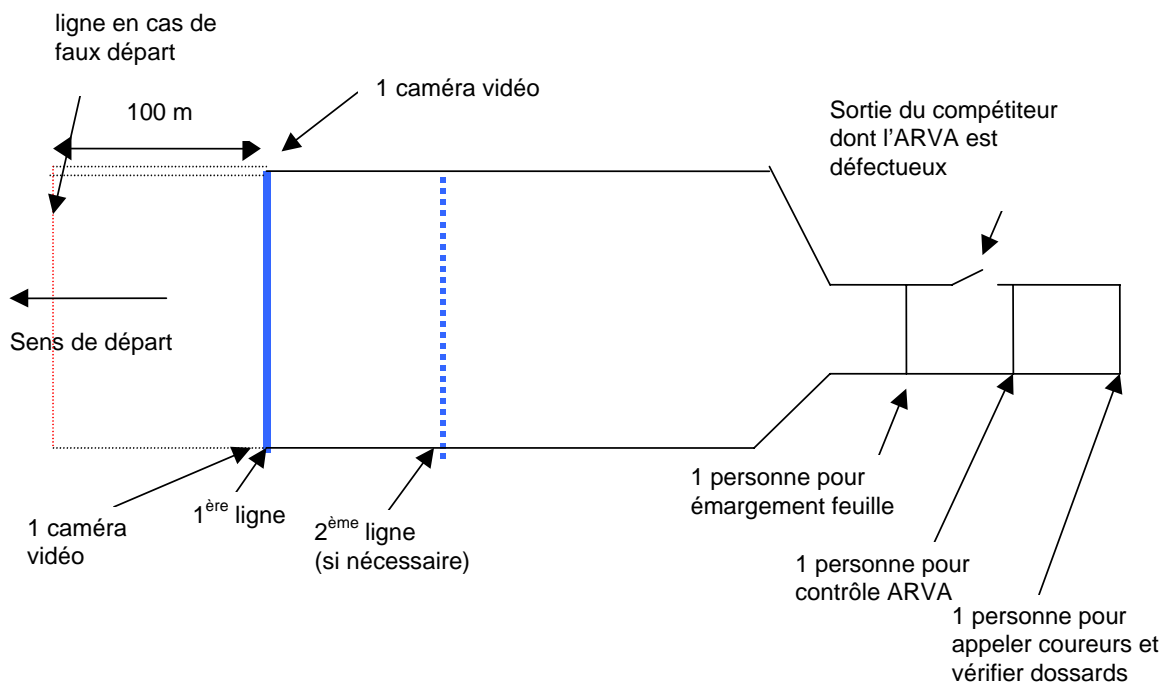 ligne en cas de
faux départ
100 m
1 caméra vidéo
Sortie du compétiteur
dont l'ARVA est
défectueux
Sens de départ
1 caméra
vidéo
1ère ligne
2ème ligne
(si nécessaire)
1 personne pour
émargement feuille
1 personne pour
contrôle ARVA
1 personne pour
appeler coureurs et
vérifier dossards